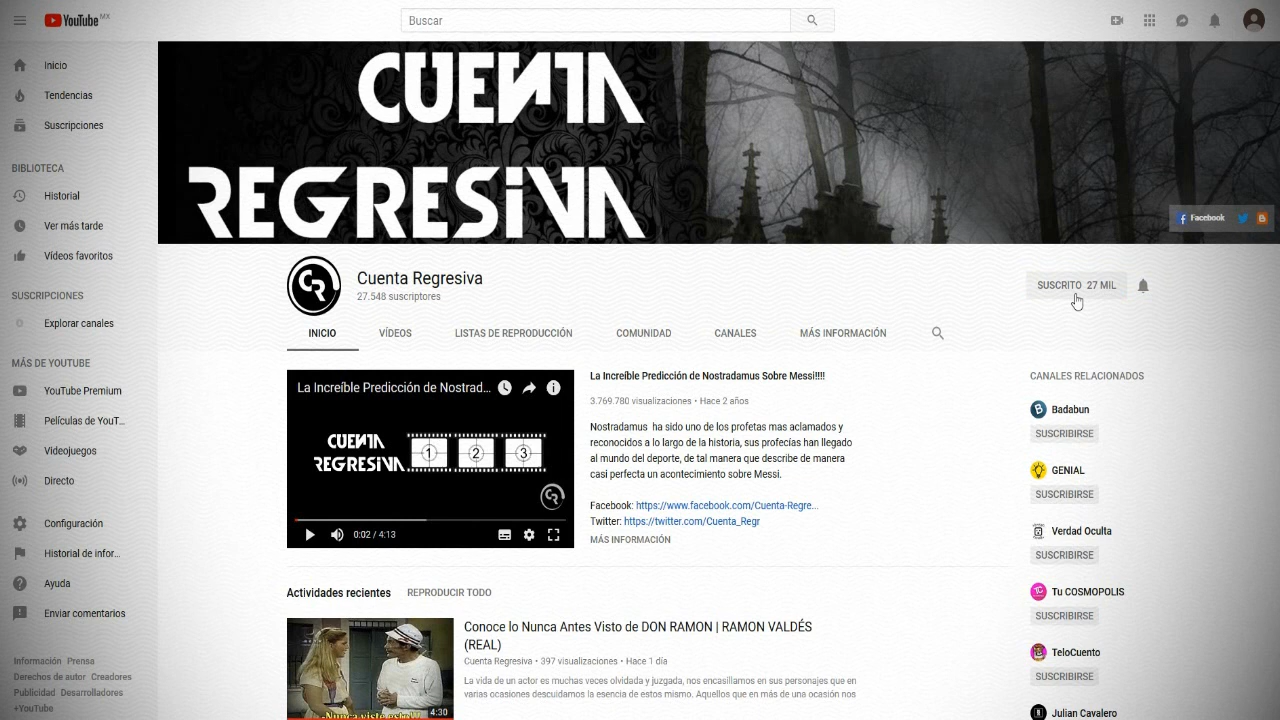 YouTube MX
Buscar
Inicio
Tendencias
Suscripciones
BIBLIOTECA
Historial
Ver más tarde
Vídeos favoritos
SUSCRIPCIONES
Explorar canales
MÁS DE YOUTUBE
YouTube Premium
Películas de YouT...
Videojuegos
Directo
Configuración
Historial de infor...
Ayuda
Enviar comentarios
Información Prensa
Derechos de autor Creadores
Publicidad Desarrolladores
+YouTube
CUENTA
REGRESIVA
Facebook
CR
Cuenta Regresiva
27.548 suscriptores
SUSCRITO 27 MIL
INICIO VÍDEOS LISTAS DE REPRODUCCIÓN COMUNIDAD CANALES MÁS INFORMACIÓN
La Increíble Predicción de Nostrad...
CUENTA
REGRESIVA
1 2 3
CR
0:02 / 4:13
La Increíble Predicción de Nostradamus Sobre Messi!!!!
3.769.780 visualizaciones • Hace 2 años
Nostradamus ha sido uno de los profetas mas aclamados y
reconocidos a lo largo de la historia, sus profecías han llegado
al mundo del deporte, de tal manera que describe de manera
casi perfecta un acontecimiento sobre Messi.
Facebook: https://www.facebook.com/Cuenta-Regre...
Twitter: https://twitter.com/Cuenta_Regr
MÁS INFORMACIÓN
Actividades recientes REPRODUCIR TODO
-Nunca viste esto!!!
4:30
Conoce lo Nunca Antes Visto de DON RAMON | RAMON VALDÉS
(REAL)
Cuenta Regresiva • 397 visualizaciones • Hace 1 día
La vida de un actor es muchas veces olvidada y juzgada, nos encasillamos en sus personajes que en
varias ocasiones descuidamos la esencia de estos mismo. Aquellos que en más de una ocasión nos
CANALES RELACIONADOS
Badabun
SUSCRIBIRSE
GENIAL
SUSCRIBIRSE
Verdad Oculta
SUSCRIBIRSE
Tu COSMOPOLIS
SUSCRIBIRSE
TeloCuento
SUSCRIBIRSE
Julian Cavalero